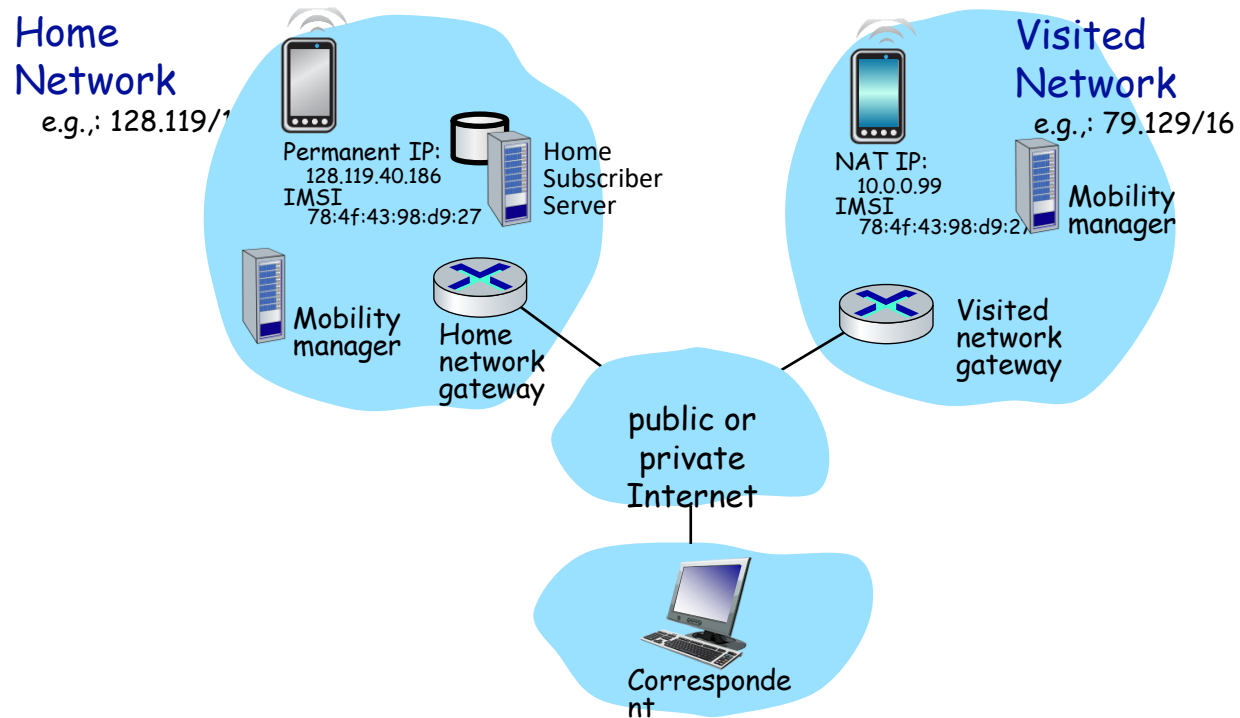 Home
Network
e.g.,: 128.119/1
Permanent IP:
128.119.40.186
IMSI
78:4f:43:98:d9:27
Home
Subscriber
Server
Mobility
manager
Home
network
gateway
Visited
Network
e.g.,: 79.129/16
NAT IP:
10.0.0.99
IMSI
78:4f:43:98:d9:27
Mobility
manager
Visited
network
gateway
public or
private
Internet
Corresponde
nt